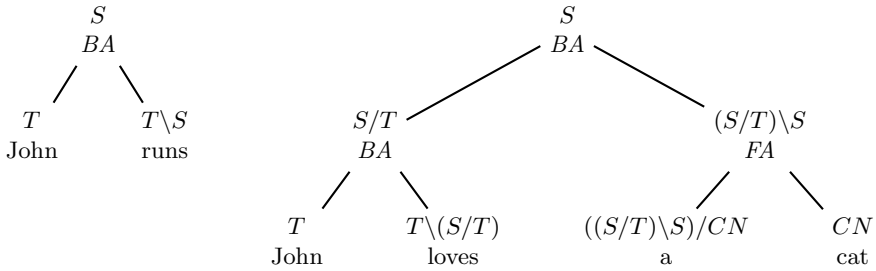 S
BA
T
John
T\S
runs
S
BA
S/T
BA
(S/T)\S
FA
T
John
T\(S/T)
loves
((S/T)\S)/CN
a
CN
cat